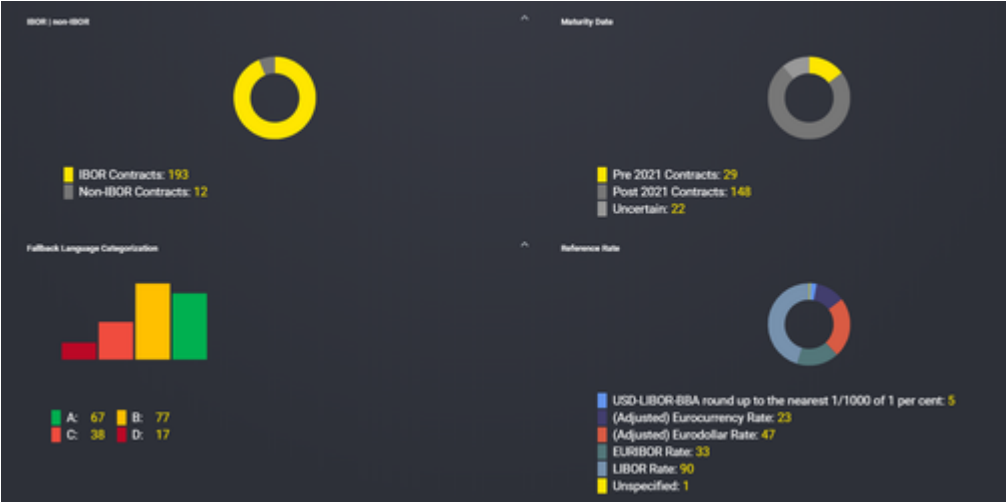 IBOR | non-IBOR
IBOR Contracts: 193
Non-IBOR Contracts: 12
Maturity Date
Pre 2021 Contracts: 29
Post 2021 Contracts: 148
Uncertain: 22
Fallback Language Categorization
A: 67 B: 77
C: 38 D: 17
Reference Rate
USD-LIBOR-BBA round up to the nearest 1/1000 of 1 per cent: 5
(Adjusted) Eurocurrency Rate: 23
(Adjusted) Eurodollar Rate: 47
EURIBOR Rate: 33
LIBOR Rate: 90
Unspecified: 1